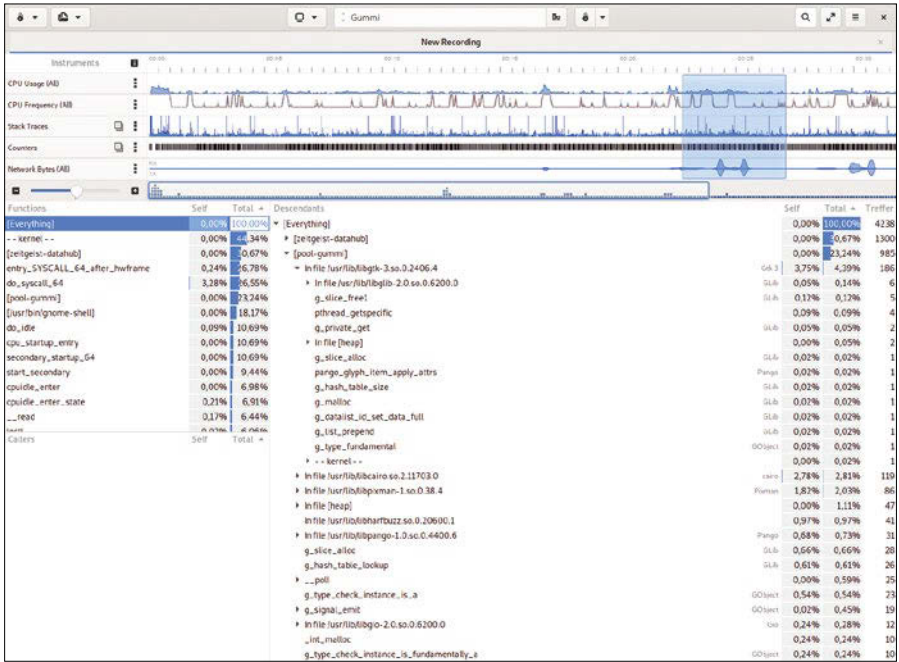 Gummi
New Recording
Instruments
00:00 00:05 00:10 00:15 00:20 00:25 00:30
CPU Usage (All)
CPU Frequency (All)
Stack Traces
Counters
Network Bytes (All)
Functions Self Total Descendants Self Total Treffer
[Everything] 0,00% 100,00% [Everything] 0,00% 100,00% 4238
-- kernel -- 0,00% 44,34% [zeitgeist-datahub] 0,00% 30,67% 1300
[zeitgeist-datahub] 0,00% 30,67% [pool-gummi] 0,00% 23,24% 985
entry_SYSCALL_64_after_hwframe 0,24% 26,78% In file /usr/lib/libgtk-3.so.0.2406.4 Gtk 3 3,75% 4,39% 186
do_syscall_64 3,28% 26,55% In file /usr/lib/libglib-2.0.so.0.6200.0 GLib 0,05% 0,14% 6
[pool-gummi] 0,00% 23,24% g_slice_free1 GLib 0,12% 0,12% 5
[/usr/bin/gnome-shell] 0,00% 18,17% pthread_getspecific 0,09% 0,09% 4
do_idle 0,09% 10,69% g_private_get GLib 0,05% 0,05% 2
cpu_startup_entry 0,00% 10,69% In file [heap] 0,00% 0,05% 2
secondary_startup_64 0,00% 10,69% g_slice_alloc GLib 0,02% 0,02% 1
start_secondary 0,00% 9,44% pango_glyph_item_apply_attrs Pango 0,02% 0,02% 1
cpuidle_enter 0,00% 6,98% g_hash_table_size GLib 0,02% 0,02% 1
cpuidle_enter_state 0,21% 6,91% g_malloc GLib 0,02% 0,02% 1
__read 0,17% 6,44% g_datalist_id_set_data_full GLib 0,02% 0,02% 1
g_list_prepend GLib 0,02% 0,02% 1
Callers Self Total
g_type_fundamental GObject 0,02% 0,02% 1
-- kernel -- 0,00% 0,02% 1
In file /usr/lib/libcairo.so.2.11703.0 cairo 2,78% 2,81% 119
In file /usr/lib/libpixman-1.so.0.38.4 Pixman 1,82% 2,03% 86
In file [heap] 0,00% 1,11% 47
In file /usr/lib/libharfbuzz.so.0.20600.1 0,97% 0,97% 41
In file /usr/lib/libpango-1.0.so.0.4400.6 Pango 0,68% 0,73% 31
g_slice_alloc GLib 0,66% 0,66% 28
g_hash_table_lookup GLib 0,61% 0,61% 26
__poll 0,00% 0,59% 25
g_type_check_instance_is_a GObject 0,54% 0,54% 23
g_signal_emit GObject 0,02% 0,45% 19
In file /usr/lib/libgio-2.0.so.0.6200.0 Gio 0,24% 0,28% 12
_int_malloc 0,24% 0,24% 10
g_type_check_instance_is_fundamentally_a GObject 0,24% 0,24% 10